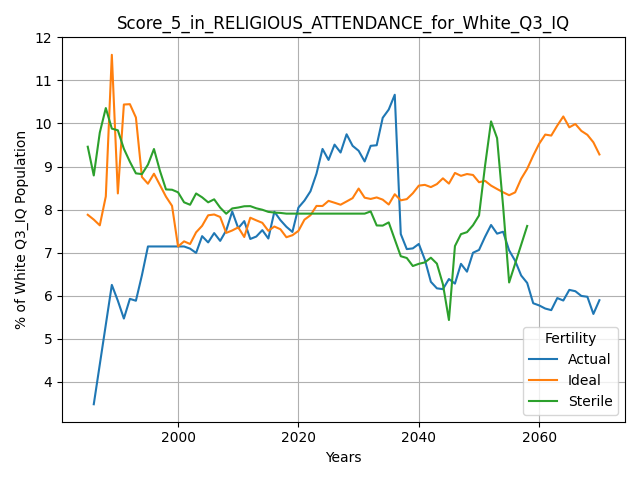 Score_5_in_RELIGIOUS_ATTENDANCE_for_White_Q3_IQ
12
11
10
9
8
7
6
5
4
% of White Q3_IQ Population
2000
2020
2040
2060
Years
Fertility
Actual
Ideal
Sterile